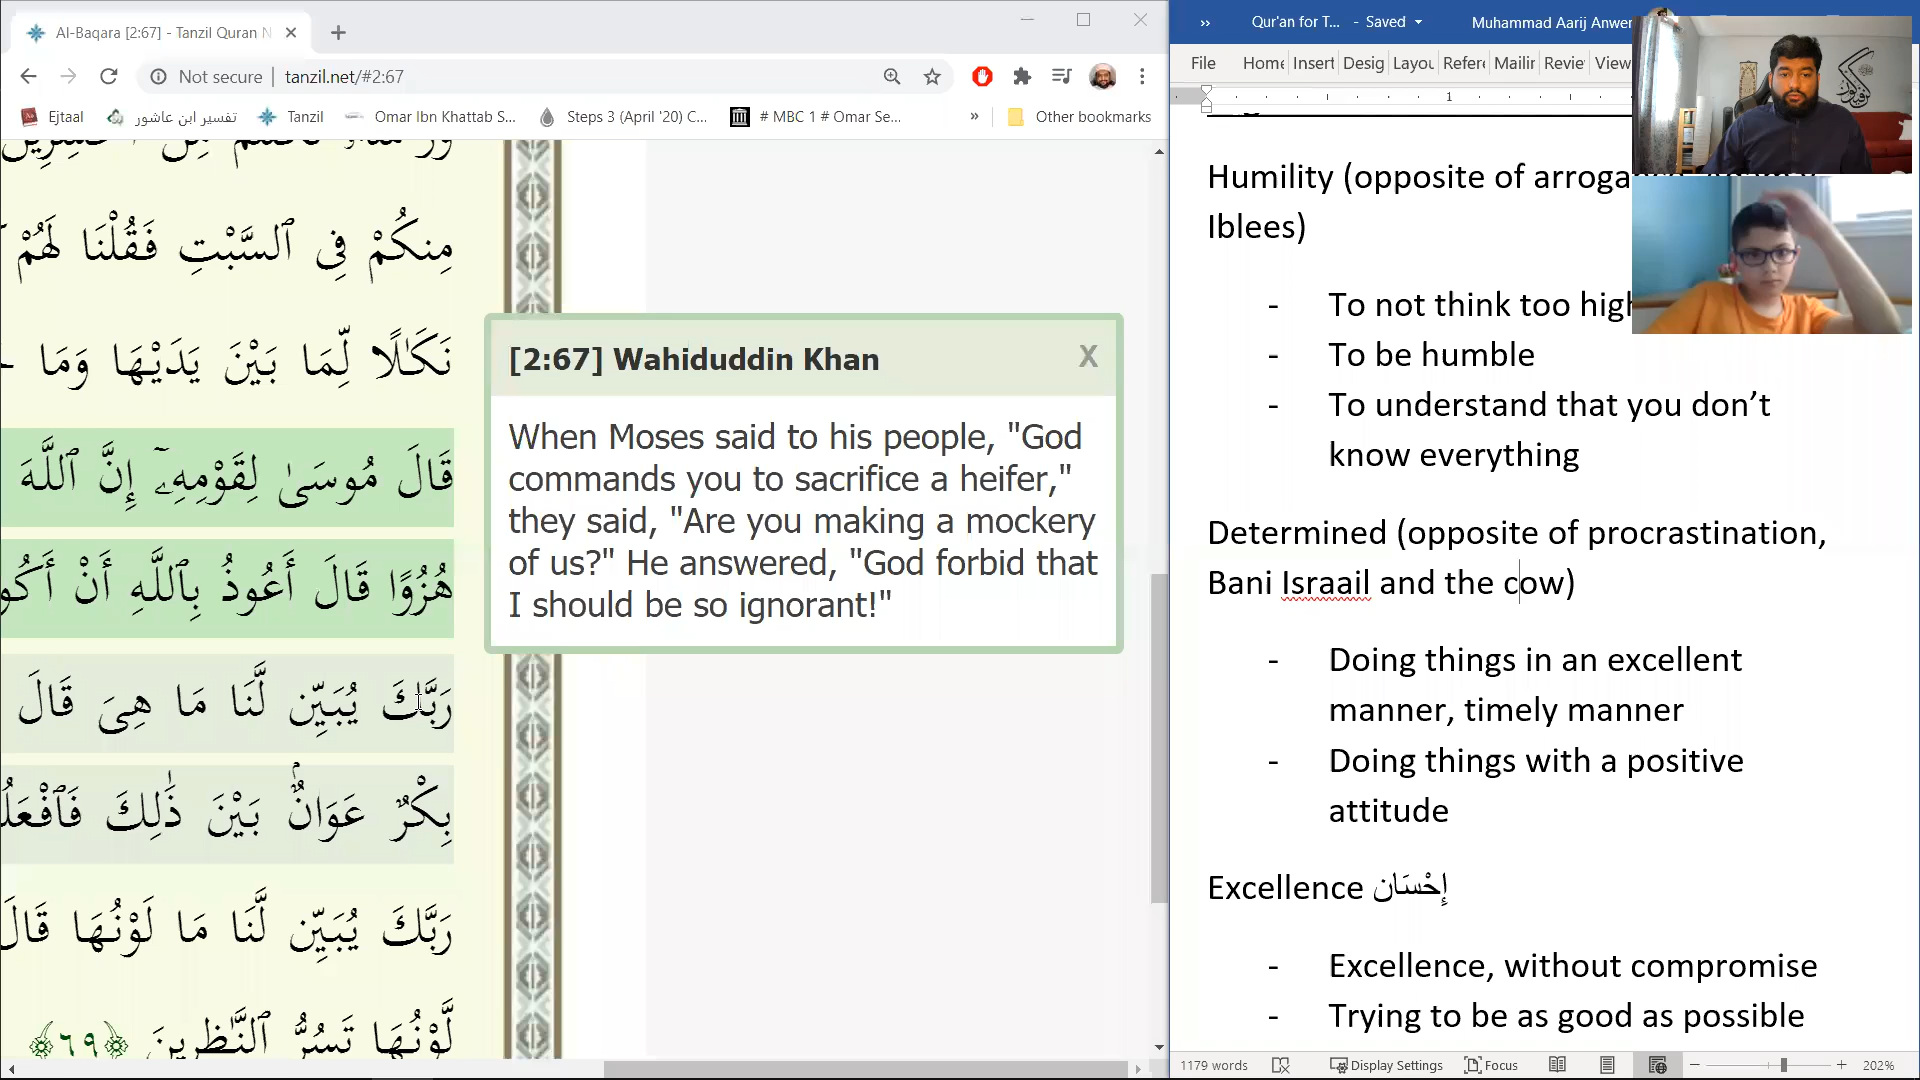 Al-Baqara [2:67] - Tanzil Quran N
Not secure
tanzil.net/#2:67
Ejtaal
تفسير ابن عاشور
Tanzil
Omar Ibn Khattab S...
Steps 3 (April '20) C...
# MBC 1 # Omar Se...
»
Other bookmarks
مِنكُمْ فِى ٱلسَّبْتِ فَقُلْنَا لَهُمْ
نَكَـٰلًا لِّمَا بَيْنَ يَدَيْهَا وَمَا
قَالَ مُوسَىٰ لِقَوْمِهِۦٓ إِنَّ ٱللَّهَ
هُزُوًا قَالَ أَعُوذُ بِٱللَّهِ أَنْ
رَبَّكَ يُبَيِّن لَّنَا مَا هِىَ قَالَ
بِكْرٌ عَوَانٌۢ بَيْنَ ذَٰلِكَ
رَبَّكَ يُبَيِّن لَّنَا مَا لَوْنُهَا قَالَ
لَّوْنُهَا تَسُرُّ ٱلنَّـٰظِرِينَ ﴿٦٩﴾
[2:67] Wahiduddin Khan
X
When Moses said to his people, "God
commands you to sacrifice a heifer,"
they said, "Are you making a mockery
of us?" He answered, "God forbid that
I should be so ignorant!"
Qur'an for T... - Saved
Muhammad Aarij Anwer
File Home Insert Desig Layou Refere Mailin Revie View
1
Humility (opposite of
Iblees)
- To not think too
- To be humble
- To understand that you don’t
know everything
Determined (opposite of procrastination,
Bani Israail and the cow)
- Doing things in an excellent
manner, timely manner
- Doing things with a positive
attitude
Excellence إِحْسَان
- Excellence, without compromise
- Trying to be as good as possible
1179 words
Display Settings
Focus
202%